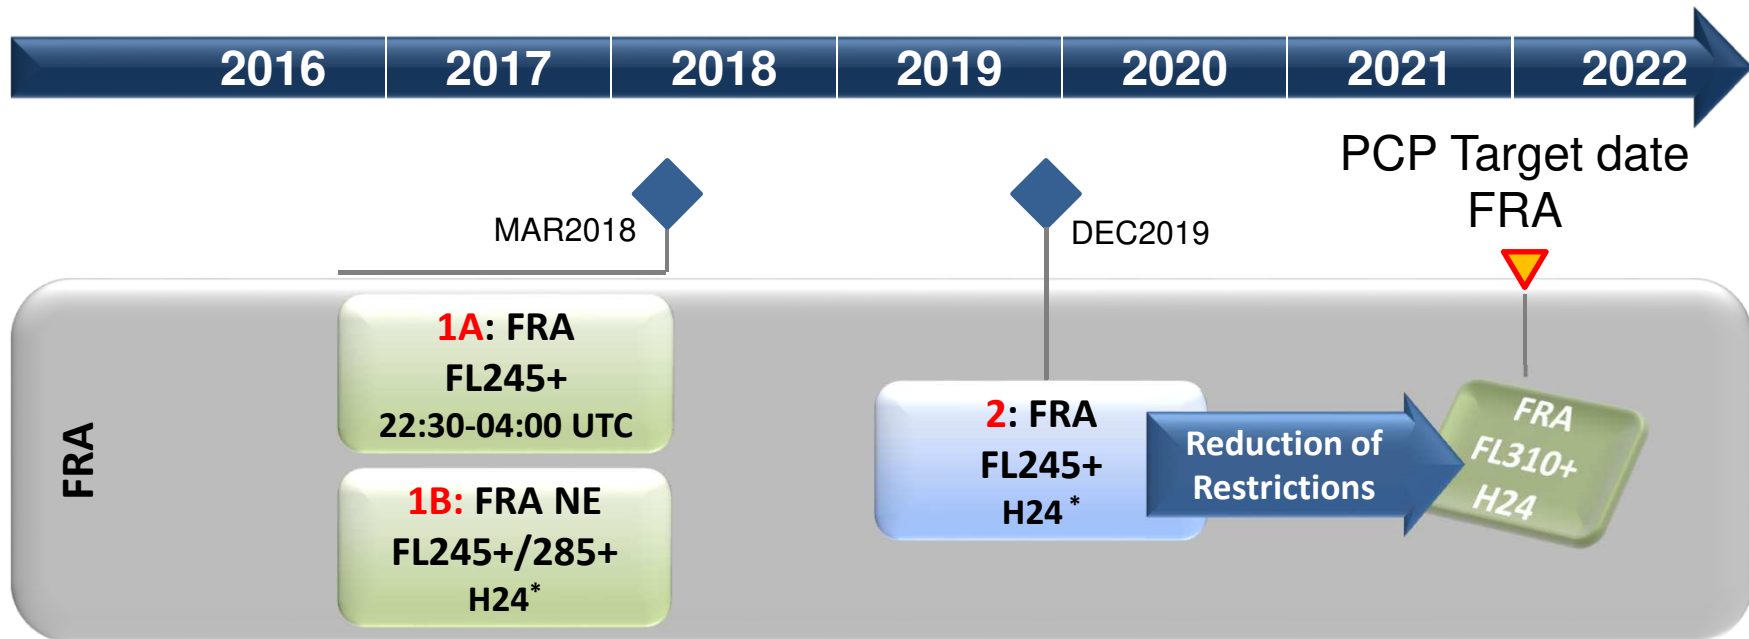 2016 2017 2018 2019 2020 2021 2022
PCP Target date
FRA
MAR2018
DEC2019
FRA
1A: FRA
FL245+
22:30-04:00 UTC
1B: FRA NE
FL245+/285+
H24*
2: FRA
FL245+
H24 *
Reduction of
Restrictions
FRA
FL310+
H24